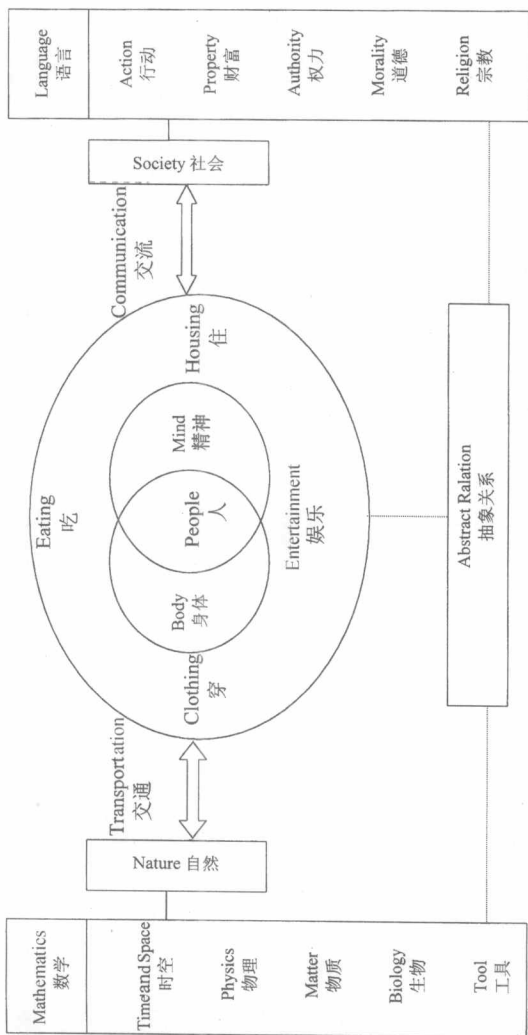 Mathematics
数学
TimeandSpace
时空
Physics
物理
Matter
物质
Biology
生物
Tool
工具
Nature 自然
Transportation
交通
Eating
吃
Clothing
穿
Body
身体
People
人
Mind
精神
Housing
住
Entertainment
娱乐
Communication
交流
Society 社会
Abstract Ralation
抽象关系
Language
语言
Action
行动
Property
财富
Authority
权力
Morality
道德
Religion
宗教